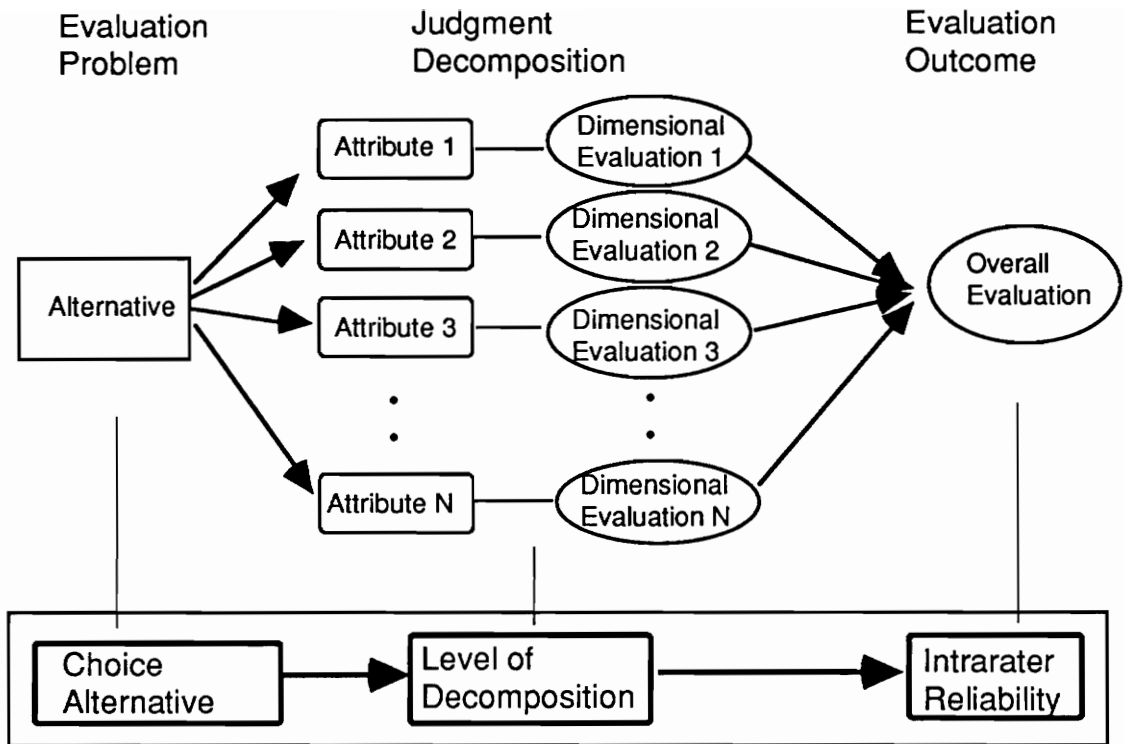 Evaluation
Problem
Judgment
Decomposition
Evaluation
Outcome
Attribute 1
Dimensional
Evaluation 1
Attribute 2
Dimensional
Evaluation 2
Alternative
Attribute 3
Dimensional
Evaluation 3
Overall
Evaluation
Attribute N
Dimensional
Evaluation N
Choice
Alternative
Level of
Decomposition
Intrarater
Reliability